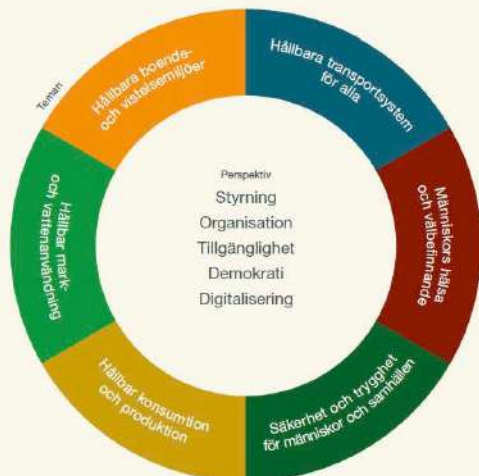 Teman
Hållbara boende-
och vistelsemiljöer
Hållbara transportsystem
för alla
Människors hälsa
och välbefinnande
Säkerhet och trygghet
för människor och samhällen
Hållbar konsumtion
och produktion
Hållbar mark-
och vattenanvändning
Perspektiv
Styrning
Organisation
Tillgänglighet
Demokrati
Digitalisering